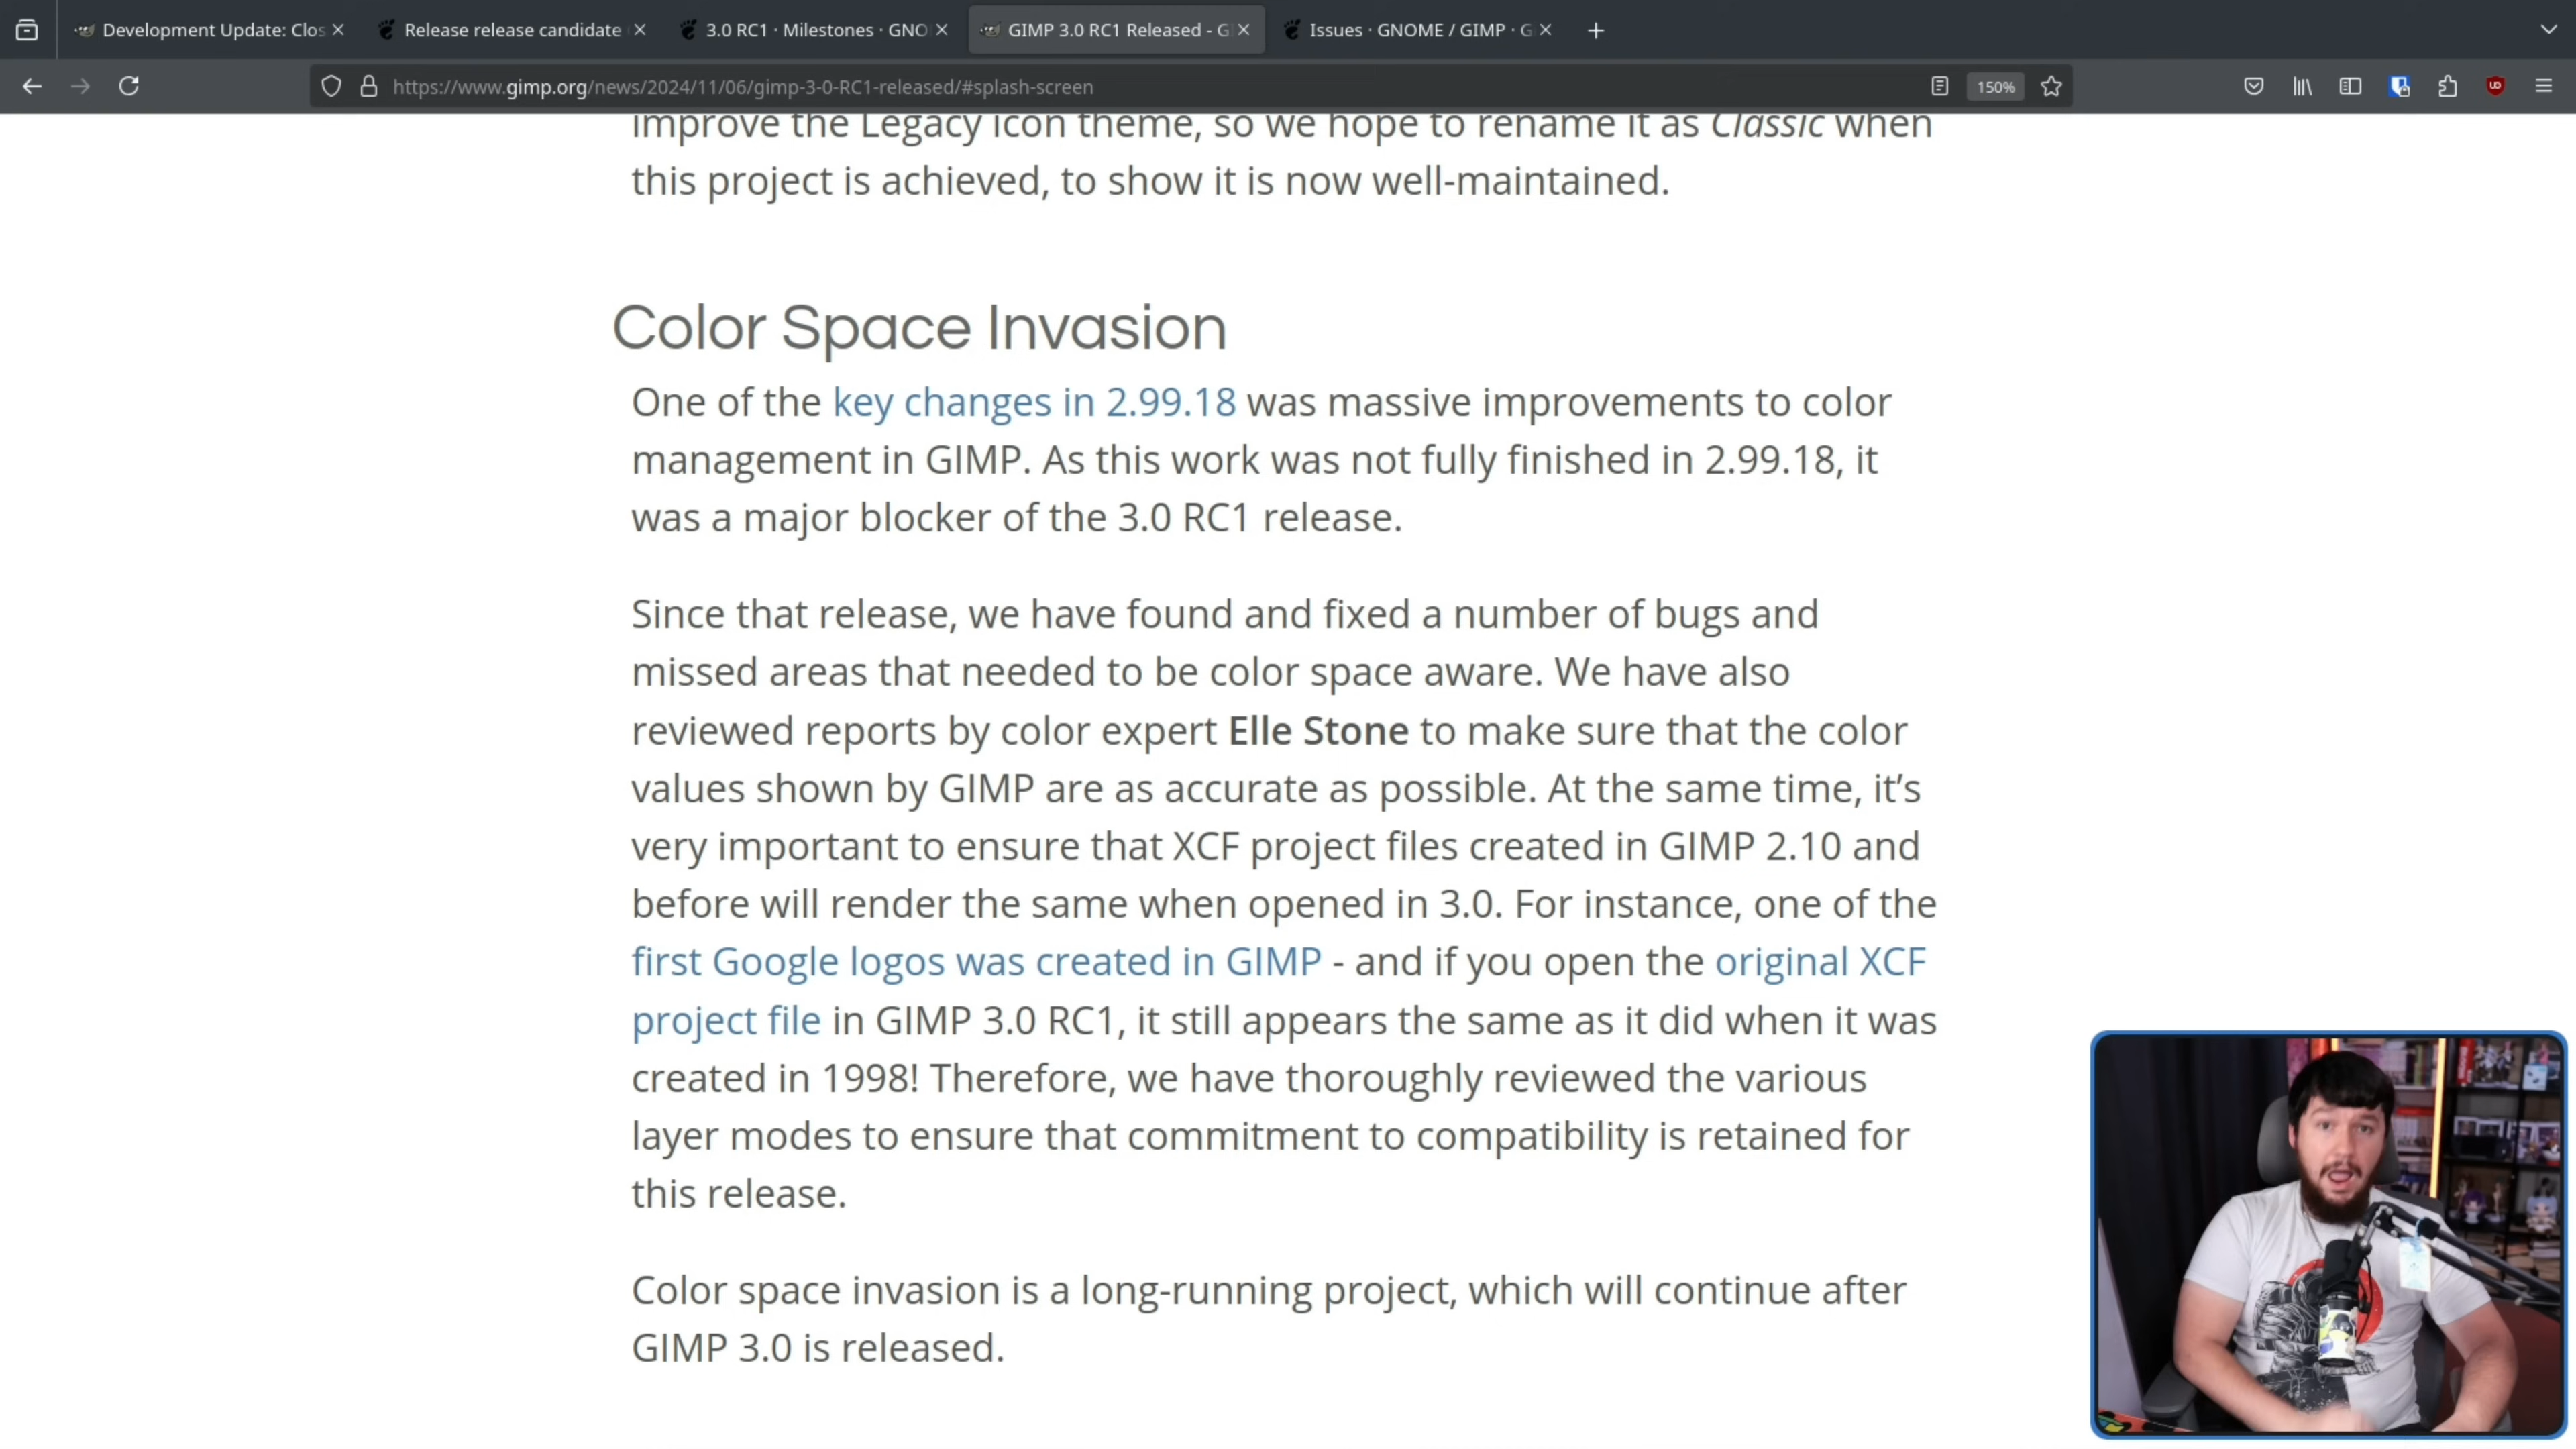 Development Update: Clos
Release release candidate
3.0 RC1 · Milestones · GNO
GIMP 3.0 RC1 Released - G
Issues · GNOME / GIMP · G
https://www.gimp.org/news/2024/11/06/gimp-3-0-RC1-released/#splash-screen
150%
improve the Legacy icon theme, so we hope to rename it as Classic when
this project is achieved, to show it is now well-maintained.
Color Space Invasion
One of the key changes in 2.99.18 was massive improvements to color
management in GIMP. As this work was not fully finished in 2.99.18, it
was a major blocker of the 3.0 RC1 release.
Since that release, we have found and fixed a number of bugs and
missed areas that needed to be color space aware. We have also
reviewed reports by color expert Elle Stone to make sure that the color
values shown by GIMP are as accurate as possible. At the same time, it’s
very important to ensure that XCF project files created in GIMP 2.10 and
before will render the same when opened in 3.0. For instance, one of the
first Google logos was created in GIMP - and if you open the original XCF
project file in GIMP 3.0 RC1, it still appears the same as it did when it was
created in 1998! Therefore, we have thoroughly reviewed the various
layer modes to ensure that commitment to compatibility is retained for
this release.
Color space invasion is a long-running project, which will continue after
GIMP 3.0 is released.